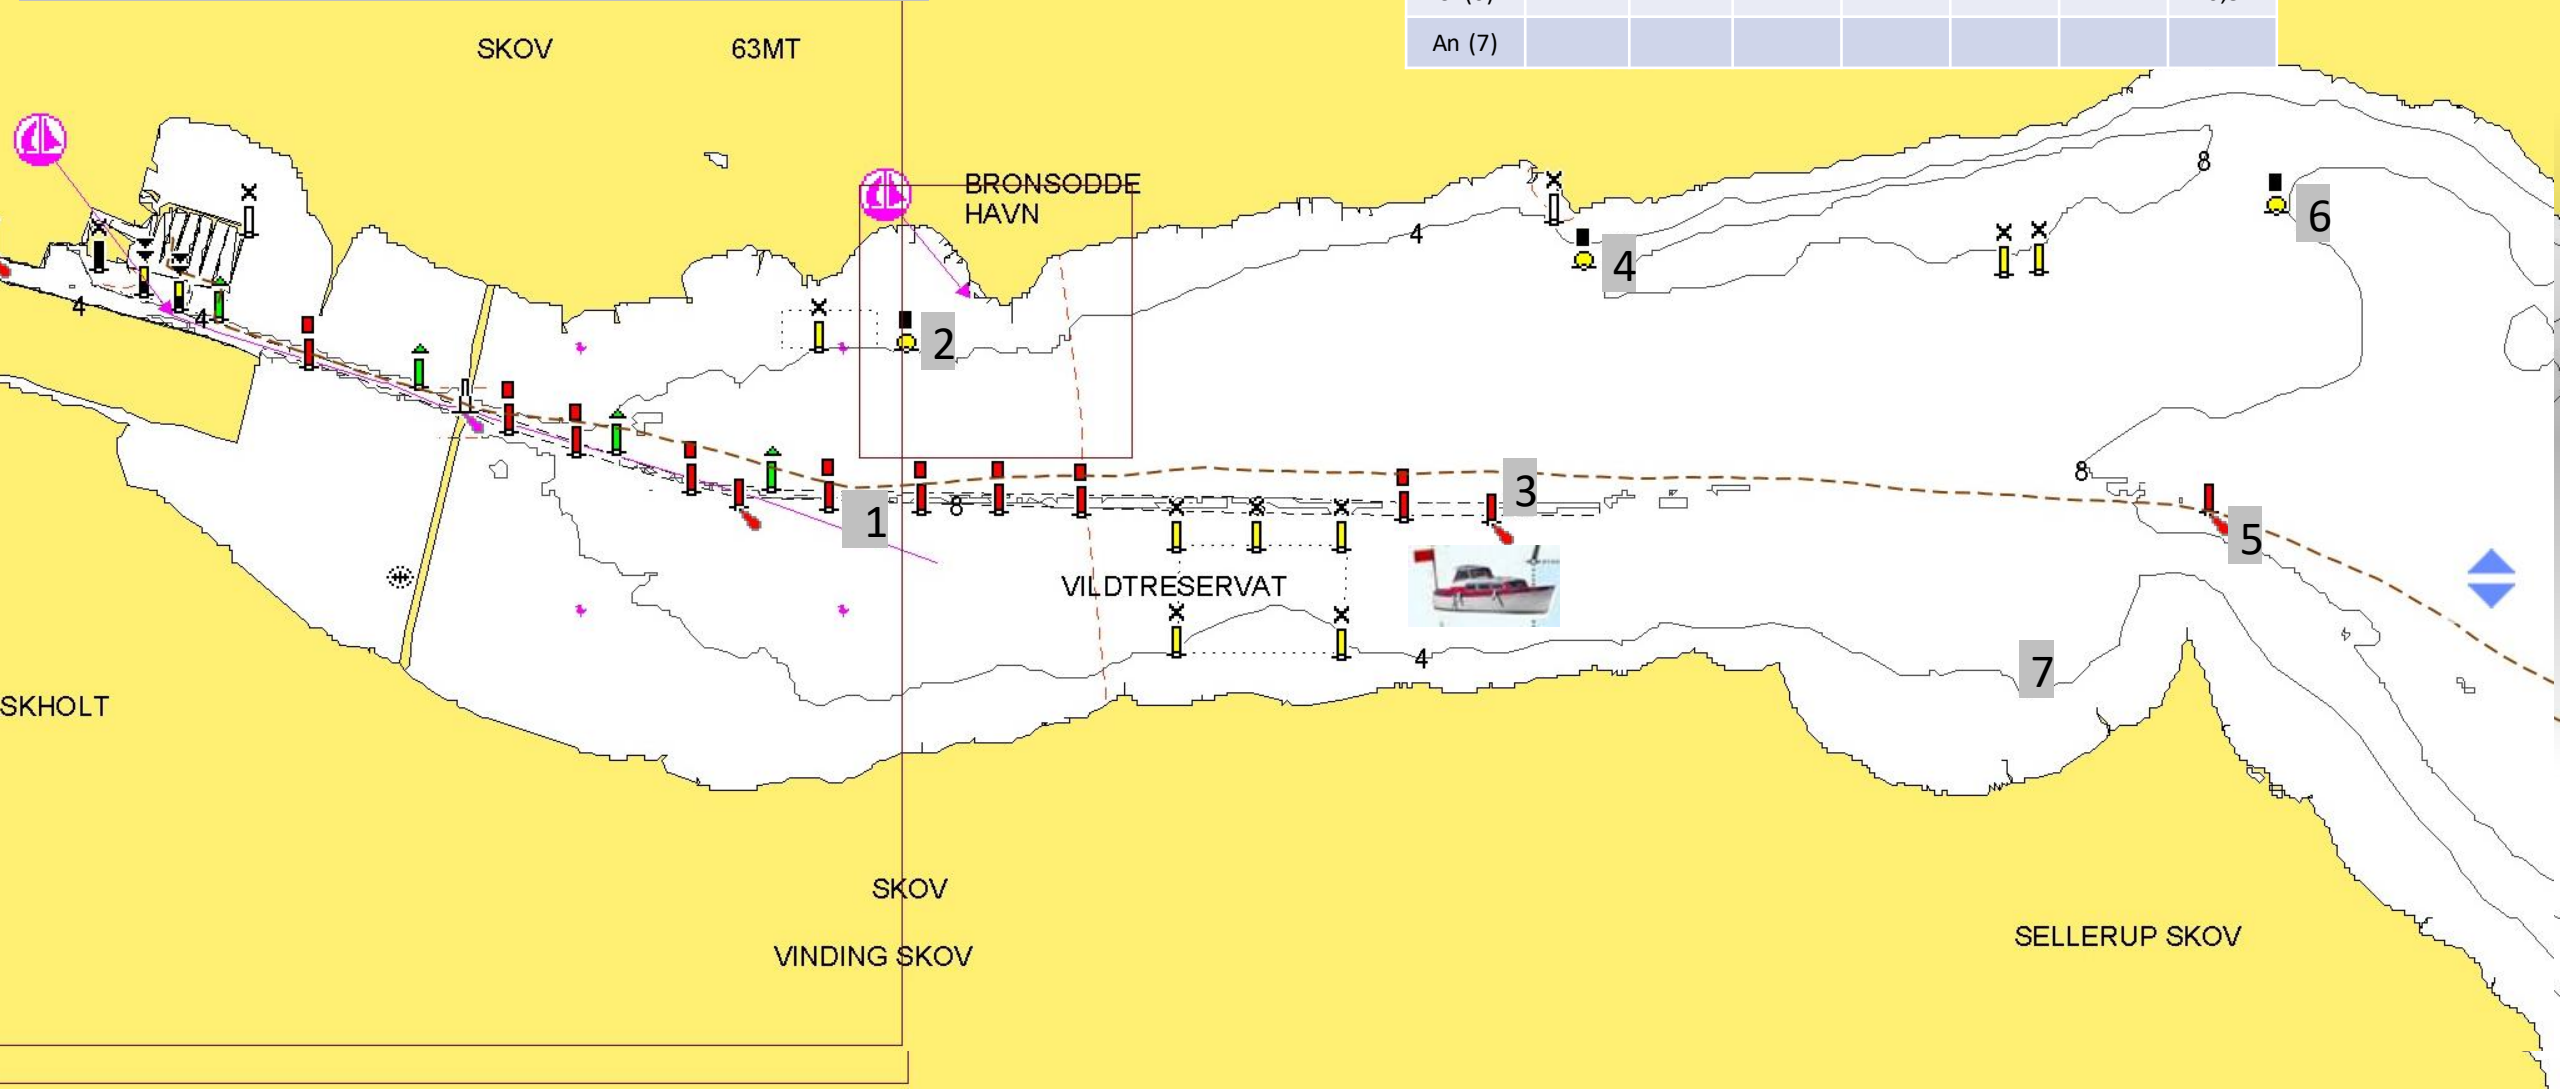 An (7)
SKOV
63MT
BRONSODDE
HAVN
8
6
4
4
4
4
2
8
3
8
1
5
VILDTRESERVAT
4
7
SKHOLT
SKOV
VINDING SKOV
SELLERUP SKOV